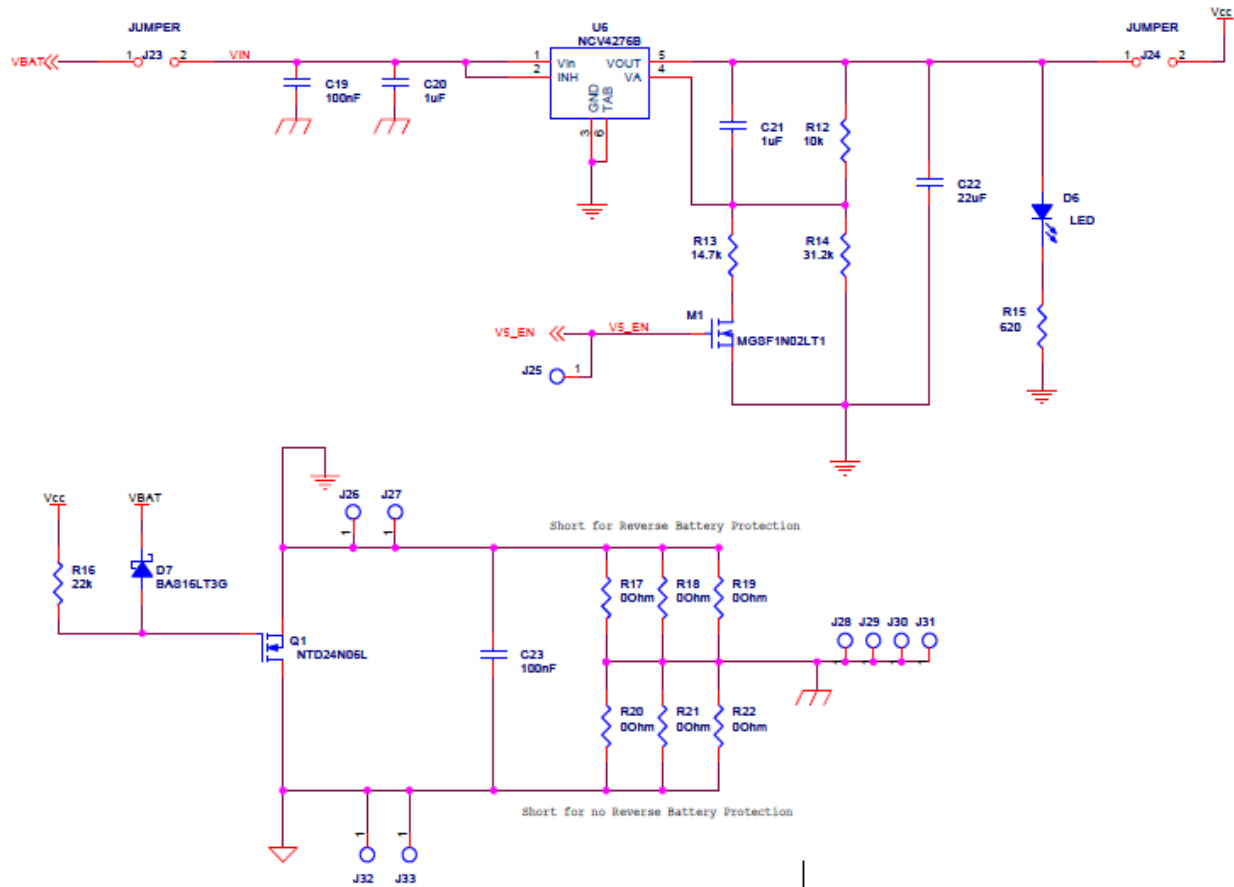 JUMPER
VBAT
1
J23
2
VIN
C19
100nF
C20
1uF
U6
NCV4276B
1
2
Vin
INH
VOUT
VA
5
4
GND
TAB
3
6
C21
1uF
R12
10k
R13
14.7k
R14
31.2k
C22
22uF
D6
LED
R15
620
JUMPER
1
J24
2
Vcc
V5_EN
V5_EN
M1
MGSF1N02LT1
J25
1
Vcc
VBAT
R16
22k
D7
BAS16LT3G
Q1
NTD24N06L
J26
J27
1
1
Short for Reverse Battery Protection
C23
100nF
R17
0Ohm
R18
0Ohm
R19
0Ohm
J28
J29
J30
J31
1
1
1
1
R20
0Ohm
R21
0Ohm
R22
0Ohm
Short for no Reverse Battery Protection
1
1
J32
J33